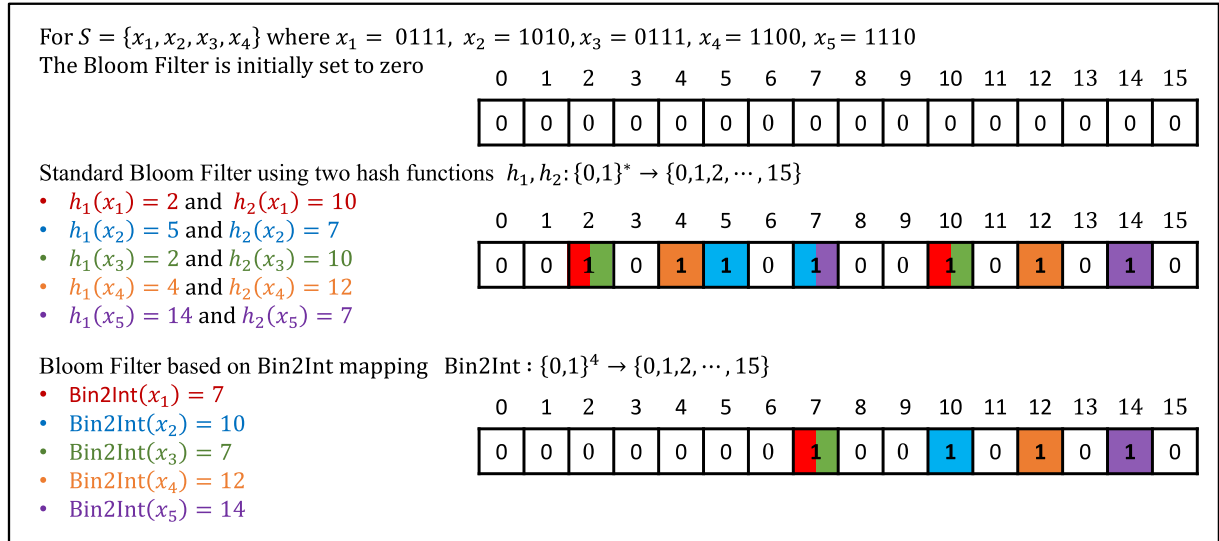 For S = {x₁, x₂, x₃, x₄} where x₁ = 0111, x₂ = 1010, x₃ = 0111, x₄= 1100, x₅= 1110
The Bloom Filter is initially set to zero
0 1 2 3 4 5 6 7 8 9 10 11 12 13 14 15
0 0 0 0 0 0 0 0 0 0 0 0 0 0 0 0
Standard Bloom Filter using two hash functions h₁, h₂: {0,1}* → {0,1,2, ⋯ , 15}
• h₁(x₁) = 2 and h₂(x₁) = 10
• h₁(x₂) = 5 and h₂(x₂) = 7
• h₁(x₃) = 2 and h₂(x₃) = 10
• h₁(x₄) = 4 and h₂(x₄) = 12
• h₁(x₅) = 14 and h₂(x₅) = 7
0 1 2 3 4 5 6 7 8 9 10 11 12 13 14 15
0 0 1 0 1 1 0 1 0 0 1 0 1 0 1 0
Bloom Filter based on Bin2Int mapping Bin2Int : {0,1}⁴ → {0,1,2, ⋯ , 15}
• Bin2Int(x₁) = 7
• Bin2Int(x₂) = 10
• Bin2Int(x₃) = 7
• Bin2Int(x₄) = 12
• Bin2Int(x₅) = 14
0 1 2 3 4 5 6 7 8 9 10 11 12 13 14 15
0 0 0 0 0 0 0 1 0 0 1 0 1 0 1 0